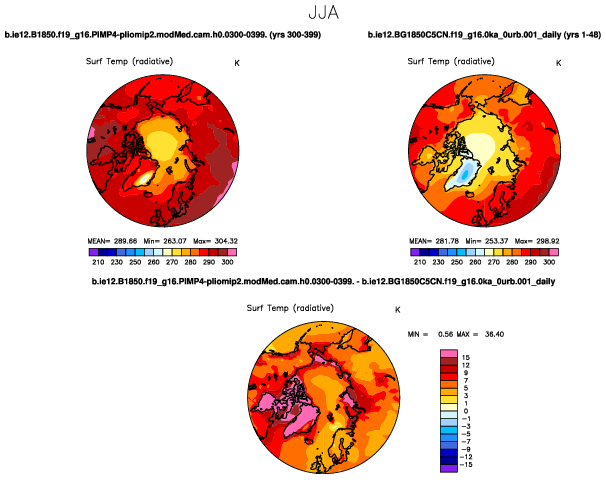 JJA
b.ie12.B1850.f19_g16.PIMP4-pliomip2.modMed.cam.h0.0300-0399. (yrs 300-399)
b.ie12.BG1850C5CN.f19_g16.0ka_0urb.001_daily (yrs 1-48)
Surf Temp (radiative) K
Surf Temp (radiative) K
MEAN= 289.66 Min= 263.07 Max= 304.32
MEAN= 281.78 Min= 253.37 Max= 298.92
210 230 250 260 270 280 290 300
210 230 250 260 270 280 290 300
b.ie12.B1850.f19_g16.PIMP4-pliomip2.modMed.cam.h0.0300-0399. - b.ie12.BG1850C5CN.f19_g16.0ka_0urb.001_daily
Surf Temp (radiative) K
MIN = 0.56 MAX = 36.40
15
12
9
7
5
3
1
0
-1
-3
-5
-7
-9
-12
-15